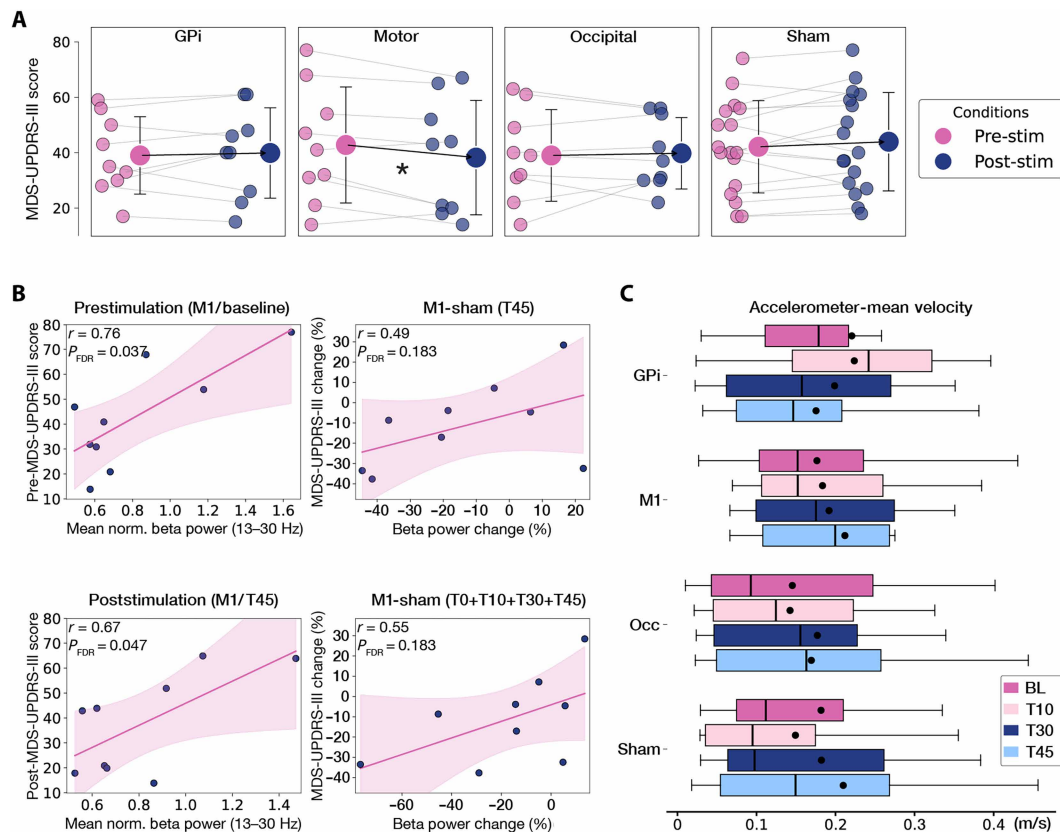 A
GPi
Motor
Occipital
Sham
MDS-UPDRS-III score
80
60
40
20
*
Conditions
Pre-stim
Post-stim
B
Prestimulation (M1/baseline)
r = 0.76
PFDR = 0.037
Pre-MDS-UPDRS-III score
80
70
60
50
40
30
20
10
0.6 0.8 1.0 1.2 1.4 1.6
Mean norm. beta power (13–30 Hz)
M1-sham (T45)
r = 0.49
PFDR = 0.183
MDS-UPDRS-III change (%)
30
20
10
0
−10
−20
−30
−40
−40 −30 −20 −10 0 10 20
Beta power change (%)
Poststimulation (M1/T45)
r = 0.67
PFDR = 0.047
Post-MDS-UPDRS-III score
80
70
60
50
40
30
20
10
0.6 0.8 1.0 1.2 1.4
Mean norm. beta power (13–30 Hz)
M1-sham (T0+T10+T30+T45)
r = 0.55
PFDR = 0.183
MDS-UPDRS-III change (%)
30
20
10
0
−10
−20
−30
−40
−60 −40 −20 0
Beta power change (%)
C
Accelerometer-mean velocity
GPi
M1
Occ
Sham
BL
T10
T30
T45
0 0.1 0.2 0.3 0.4 (m/s)